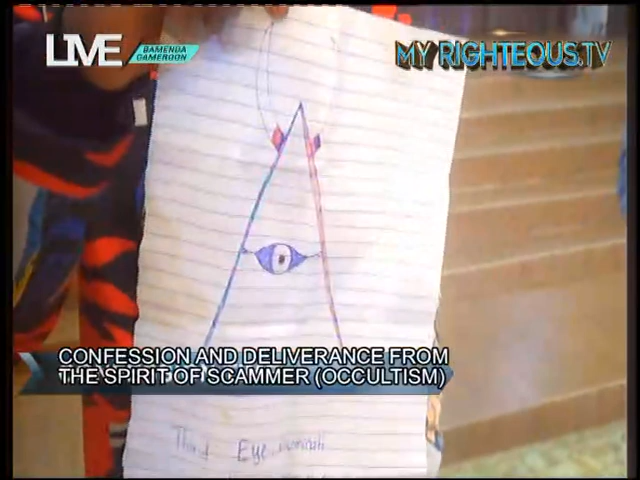 LIVE
BAMENDA
CAMEROON
MY RIGHTEOUS.TV
CONFESSION AND DELIVERANCE FROM
THE SPIRIT OF SCAMMER (OCCULTISM)
Third Eye